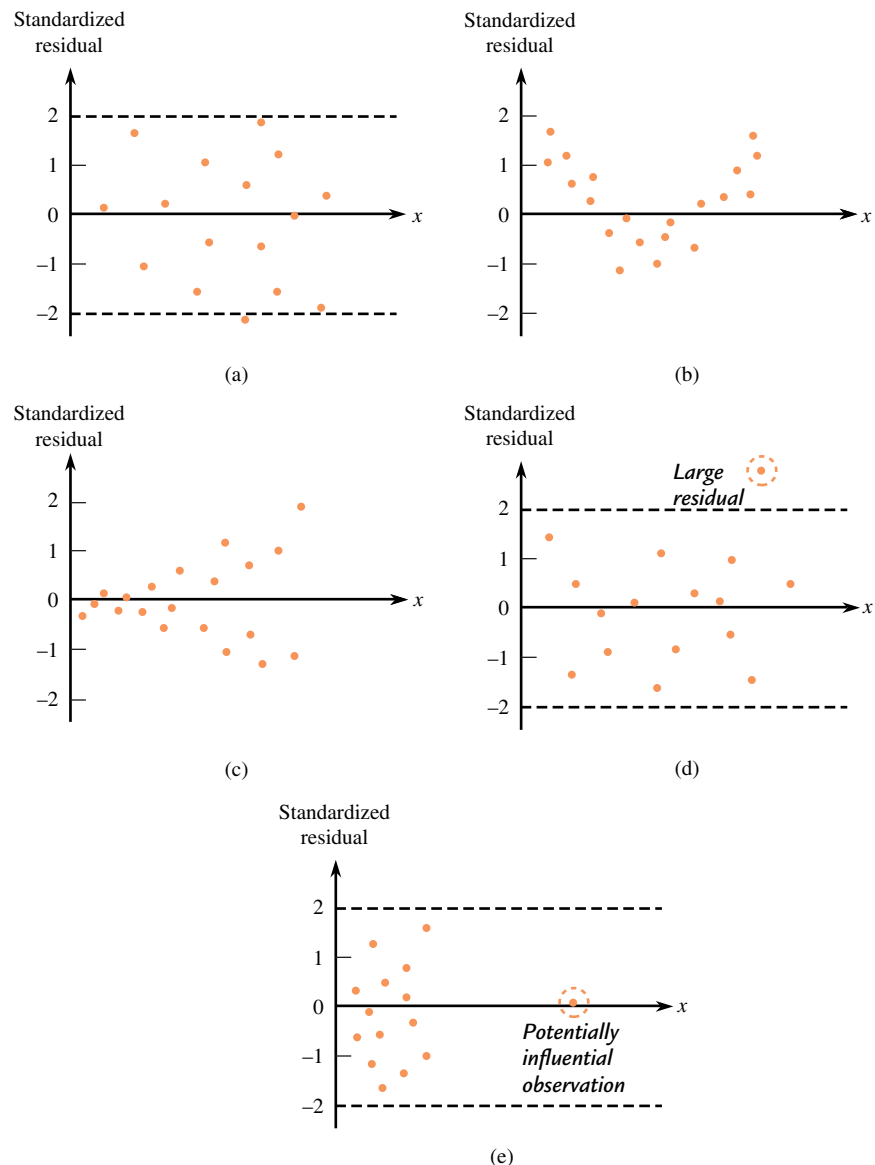 Standardized
residual
2
1
0
−1
−2
x
(a)
Standardized
residual
2
1
0
−1
−2
x
(b)
Standardized
residual
2
1
0
−1
−2
x
(c)
Standardized
residual
2
1
0
−1
−2
x
Large
residual
(d)
Standardized
residual
2
1
0
−1
−2
x
Potentially
influential
observation
(e)